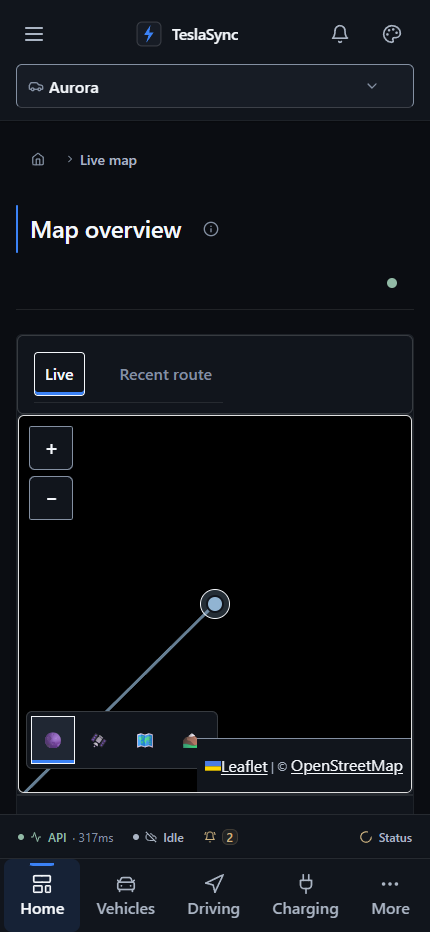 TeslaSync
Aurora
Live map
Map overview
Live
Recent route
+
−
Leaflet | © OpenStreetMap
API · 317ms
Idle
2
Status
Home
Vehicles
Driving
Charging
More